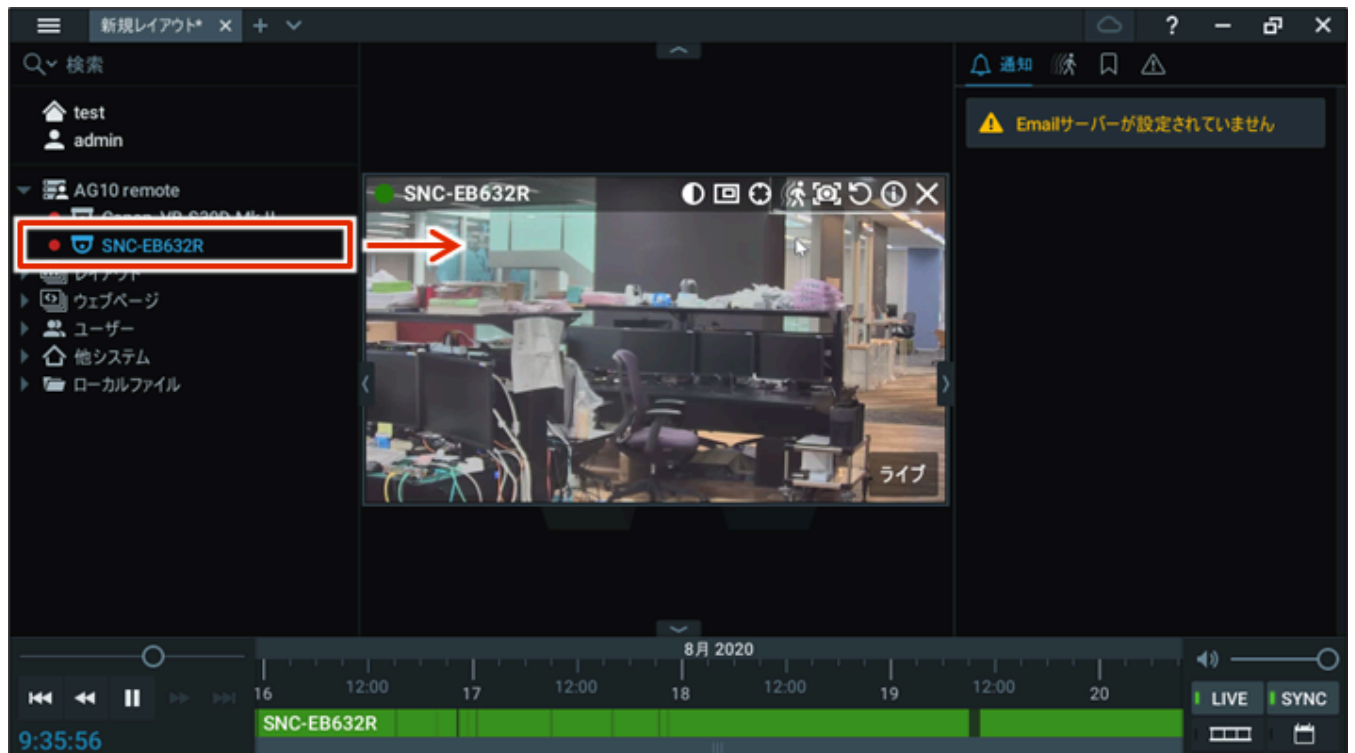 新規レイアウト*
?
検索
test
admin
AG10 remote
SNC-EB632R
ウェブページ
ユーザー
他システム
ローカルファイル
SNC-EB632R
ライブ
通知
Emailサーバーが設定されていません
8月 2020
16 12:00 17 12:00 18 12:00 19 12:00 20
SNC-EB632R
9:35:56
LIVE SYNC